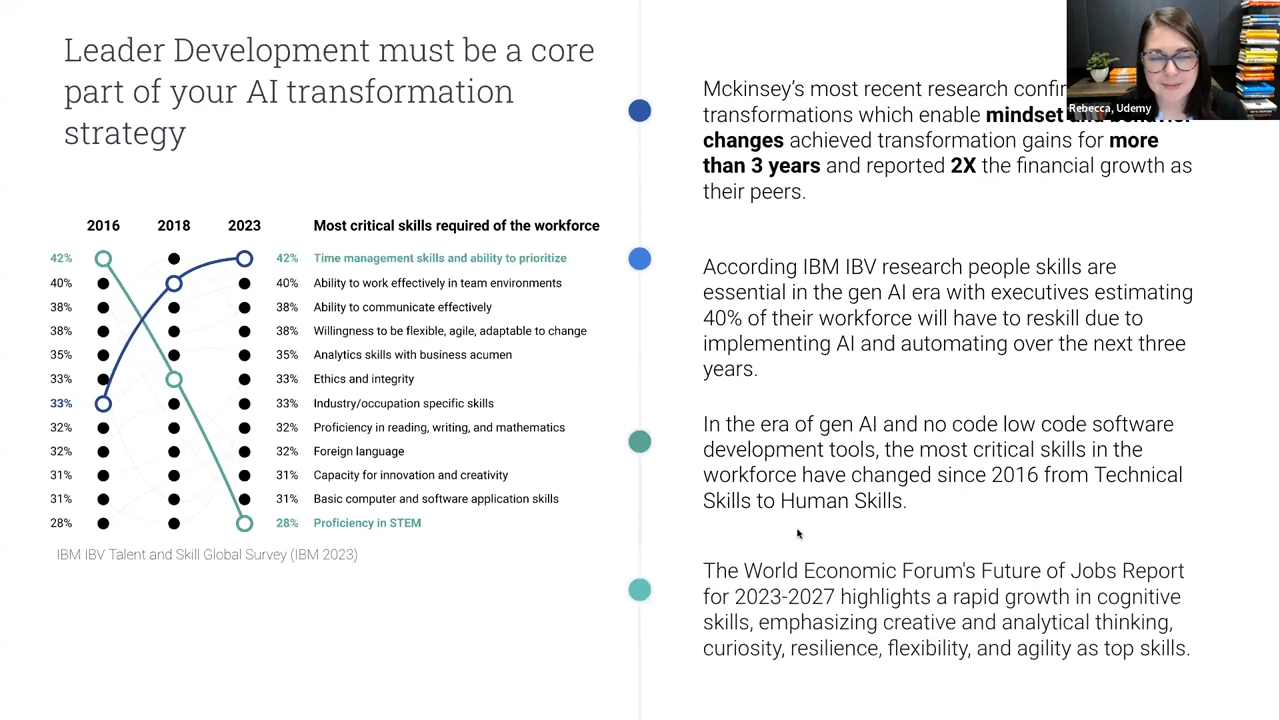 Leader Development must be a core
part of your AI transformation
strategy
2016 2018 2023 Most critical skills required of the workforce
42% 42% Time management skills and ability to prioritize
40% 40% Ability to work effectively in team environments
38% 38% Ability to communicate effectively
38% 38% Willingness to be flexible, agile, adaptable to change
35% 35% Analytics skills with business acumen
33% 33% Ethics and integrity
33% 33% Industry/occupation specific skills
32% 32% Proficiency in reading, writing, and mathematics
32% 32% Foreign language
31% 31% Capacity for innovation and creativity
31% 31% Basic computer and software application skills
28% 28% Proficiency in STEM
IBM IBV Talent and Skill Global Survey (IBM 2023)
Mckinsey's most recent research
transformations which enable mindset
changes achieved transformation gains for more
than 3 years and reported 2X the financial growth as
their peers.
According IBM IBV research people skills are
essential in the gen AI era with executives estimating
40% of their workforce will have to reskill due to
implementing AI and automating over the next three
years.
In the era of gen AI and no code low code software
development tools, the most critical skills in the
workforce have changed since 2016 from Technical
Skills to Human Skills.
The World Economic Forum's Future of Jobs Report
for 2023-2027 highlights a rapid growth in cognitive
skills, emphasizing creative and analytical thinking,
curiosity, resilience, flexibility, and agility as top skills.
Rebecca, Udemy